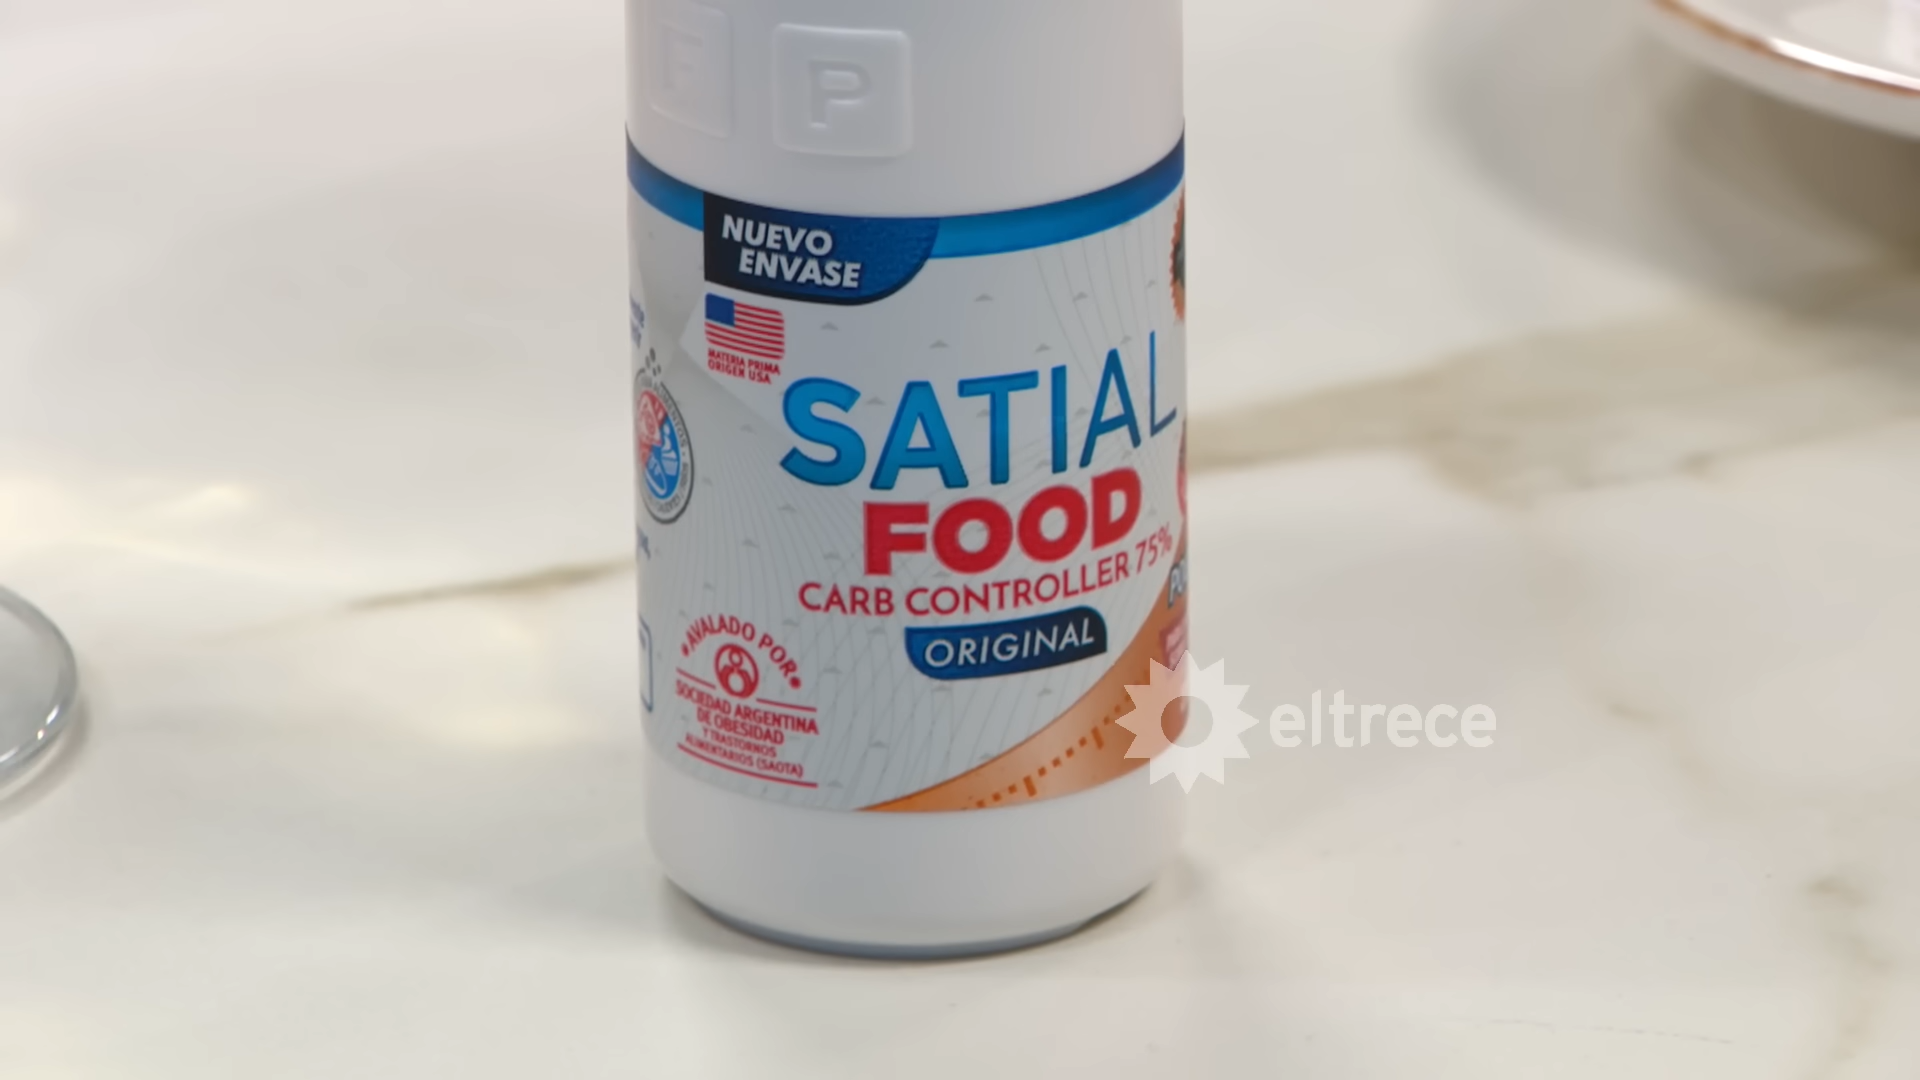 F P
NUEVO
ENVASE
MATERIA PRIMA
ORIGEN USA
SATIAL
FOOD
CARB CONTROLLER 75%
ORIGINAL
AVALADO POR
SOCIEDAD ARGENTINA
DE OBESIDAD
Y TRASTORNOS
ALIMENTARIOS (SAOTA)
eltrece